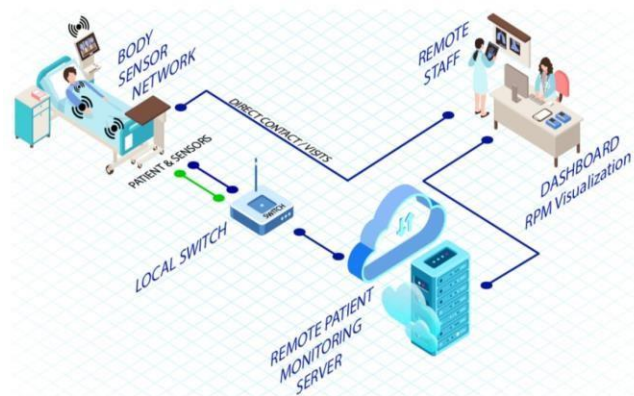 BODY
SENSOR
NETWORK
REMOTE
STAFF
DIRECT CONTACT / VISITS
PATIENT & SENSORS
SWITCH
LOCAL SWITCH
DASHBOARD
RPM Visualization
REMOTE PATIENT
MONITORING
SERVER